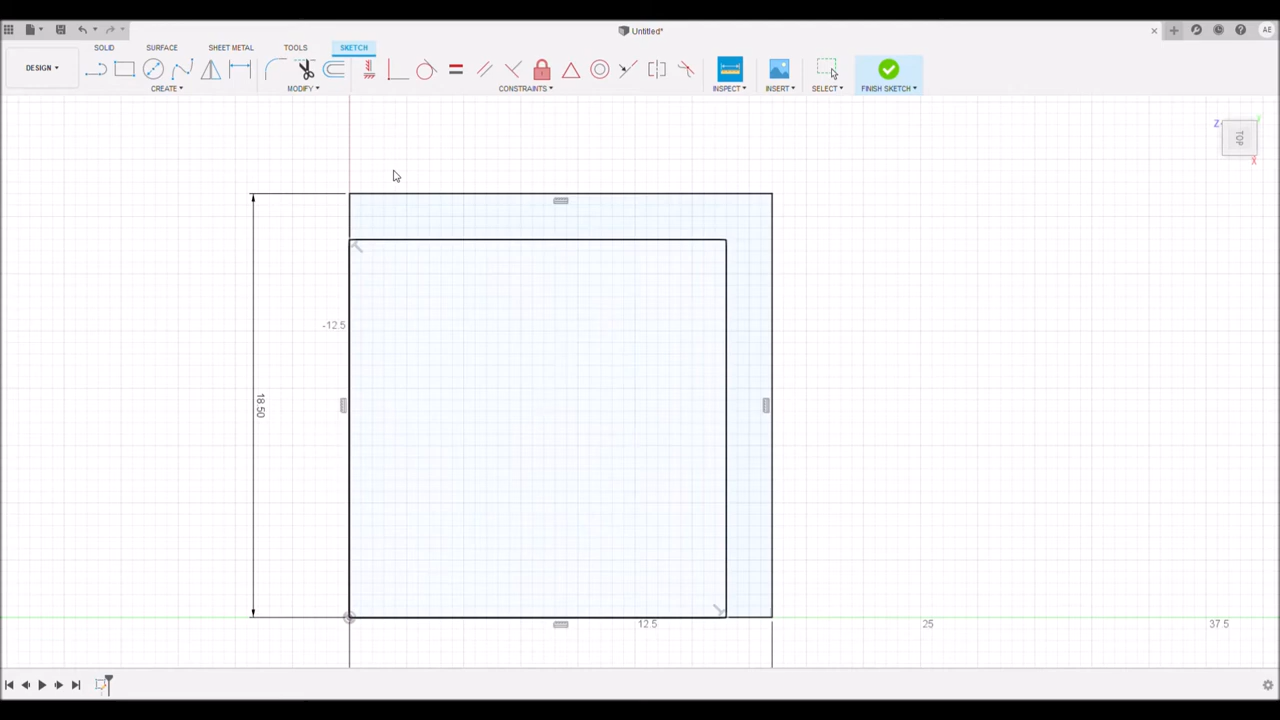 Untitled*
AE
SOLID SURFACE SHEET METAL TOOLS SKETCH
DESIGN
CREATE MODIFY CONSTRAINTS INSPECT INSERT SELECT FINISH SKETCH
Z
TOP
X
-12.5
18.50
12.5 25 37.5